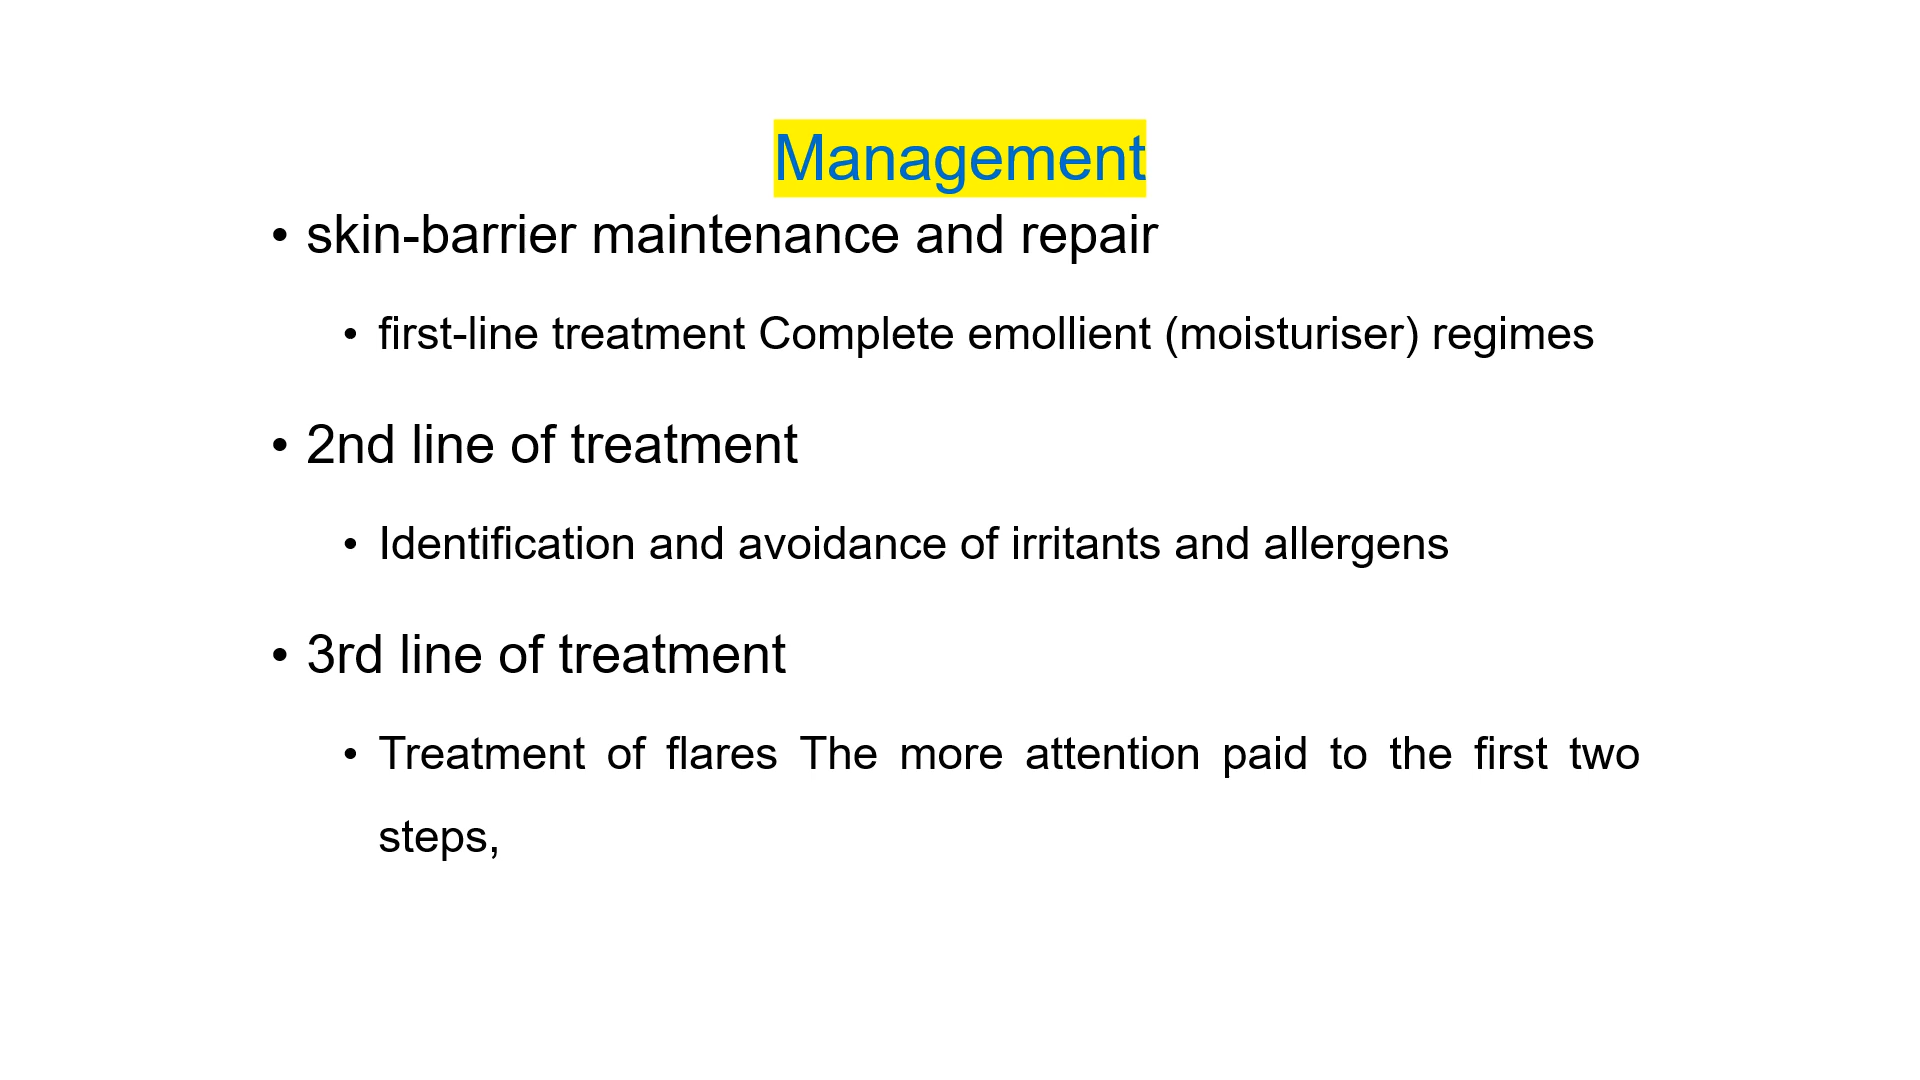 Management
• skin-barrier maintenance and repair
• first-line treatment Complete emollient (moisturiser) regimes
• 2nd line of treatment
• Identification and avoidance of irritants and allergens
• 3rd line of treatment
• Treatment of flares The more attention paid to the first two
steps,